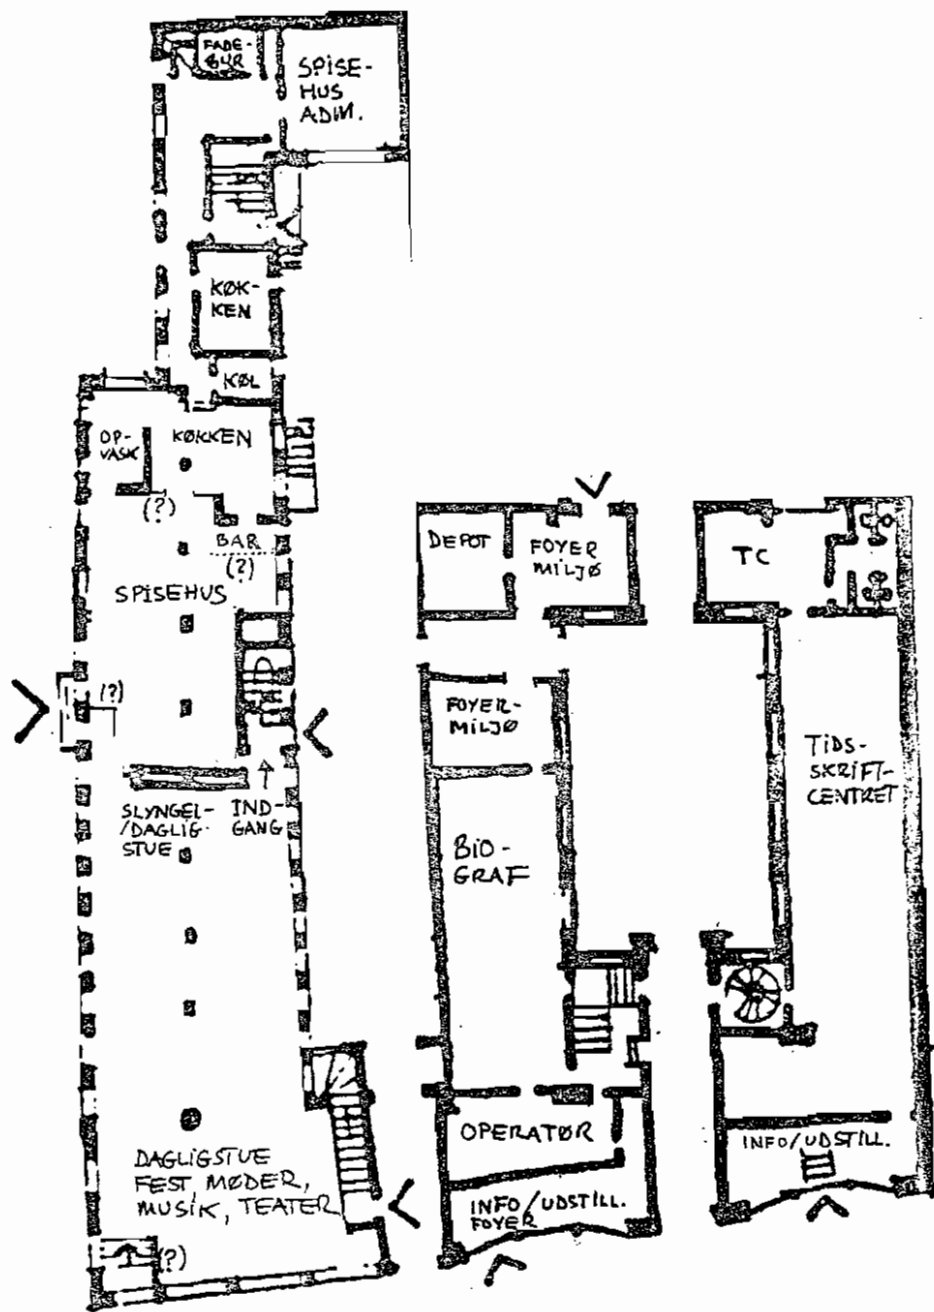 FADE-
BUR
SPISE-
HUS
ADM.
KØK-
KEN
KØL
OP-
VASK
KØKKEN
(?)
BAR
(?)
SPISEHUS
(?)
SLYNGEL-
/DAGLIG-
STUE
IND-
GANG
DAGLIGSTUE
FEST, MØDER,
MUSIK, TEATER
(?)
DEPOT
FOYER
MILJØ
FOYER-
MILJØ
BIO-
GRAF
OPERATØR
INFO/UDSTILL.
FOYER
TC
TIDS-
SKRIFT-
CENTRET
INFO/UDSTILL.